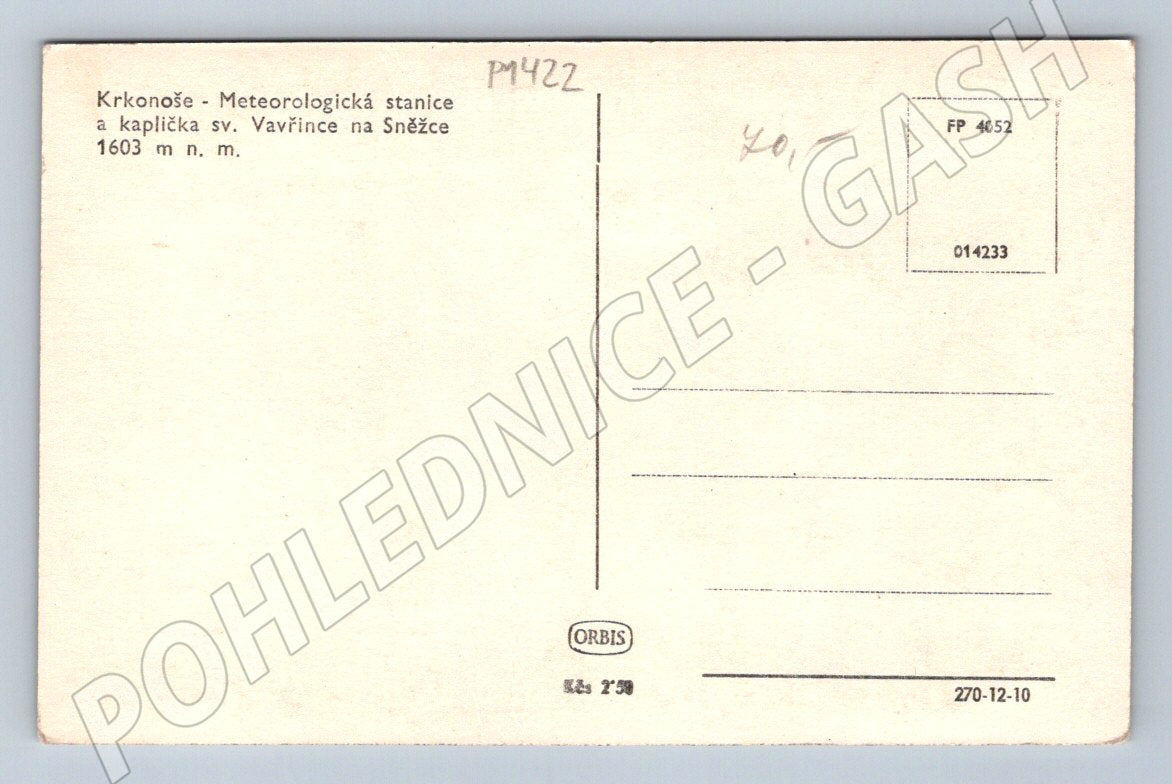 PM422
Krkonoše - Meteorologická stanice
a kaplička sv. Vavřince na Sněžce
1603 m n. m.
70,-
FP 4052
014233
POHLEDNICE - GASH
ORBIS
Kčs 2'50
270-12-10